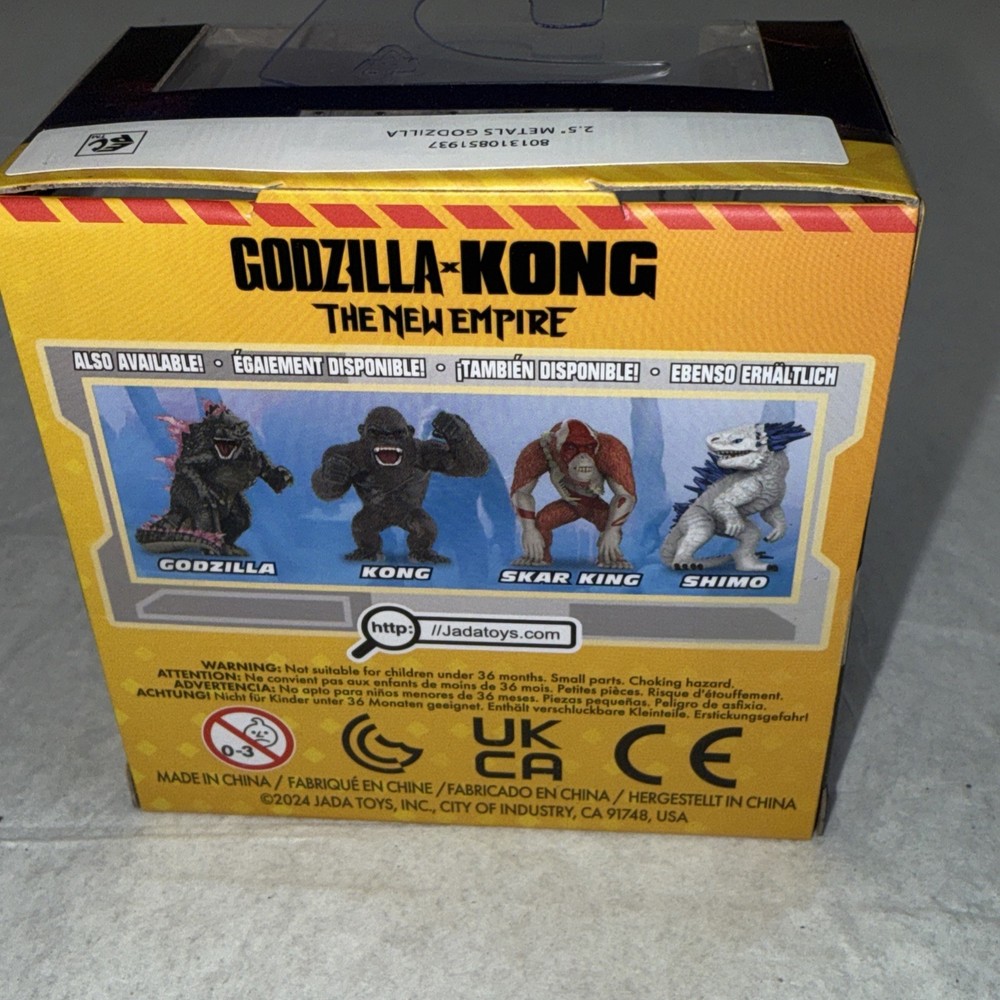 2.5" METALS GODZILLA
801310851937
GODZILLA x KONG
THE NEW EMPIRE
ALSO AVAILABLE! • ÉGAIEMENT DISPONIBLE! • ¡TAMBIÉN DISPONIBLE! • EBENSO ERHÄLTLICH
GODZILLA
KONG
SKAR KING
SHIMO
http: //Jadatoys.com
WARNING: Not suitable for children under 36 months. Small parts. Choking hazard.
ATTENTION: Ne convient pas aux enfants de moins de 36 mois. Petites pièces. Risque d'étouffement.
ADVERTENCIA: No apto para niños menores de 36 meses. Piezas pequeñas. Peligro de asfixia.
ACHTUNG! Nicht für Kinder unter 36 Monaten geeignet. Enthält verschluckbare Kleinteile. Erstickungsgefahr!
0-3
UK
CA
CE
MADE IN CHINA / FABRIQUÉ EN CHINE / FABRICADO EN CHINA / HERGESTELLT IN CHINA
©2024 JADA TOYS, INC., CITY OF INDUSTRY, CA 91748, USA